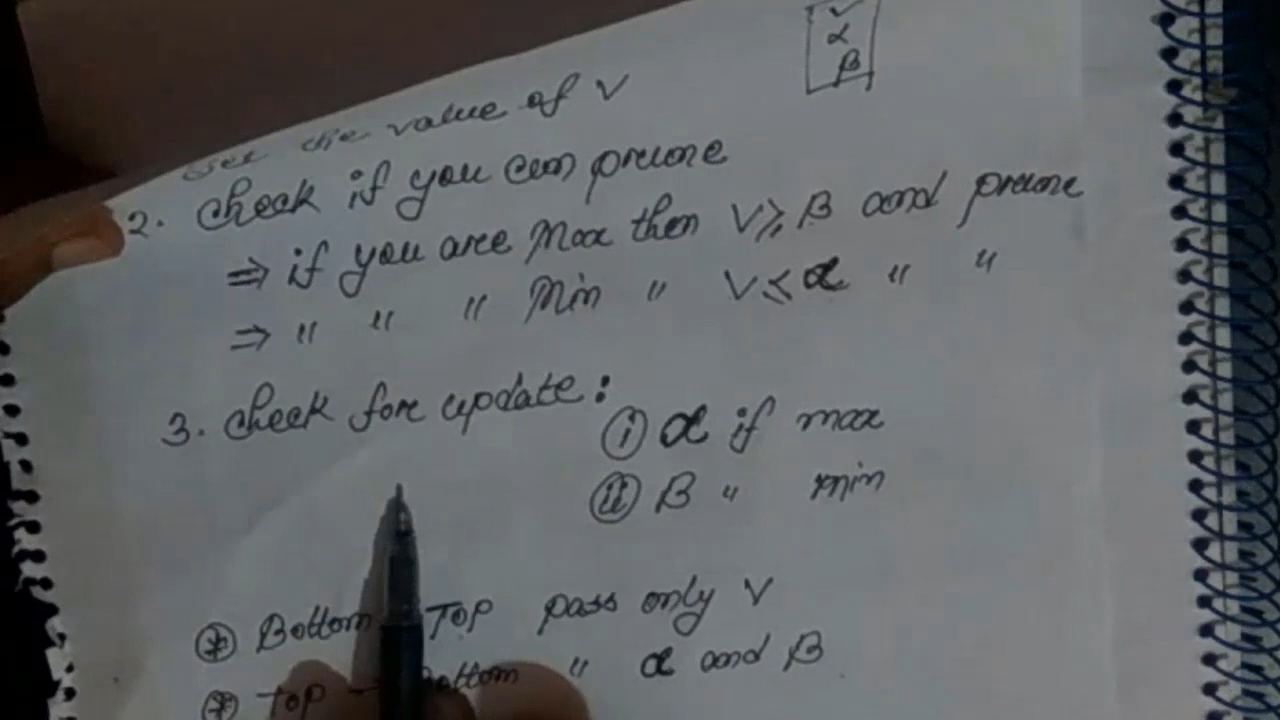 V
α
β
Set the value of V
2. Check if you can prune
⇒ if you are Max then V ≥ β and prune
⇒ " " " Min " V ≤ α " "
3. Check for update:
(i) α if max
(ii) β " min
* Bottom Top pass only V
* Top → Bottom " α and β